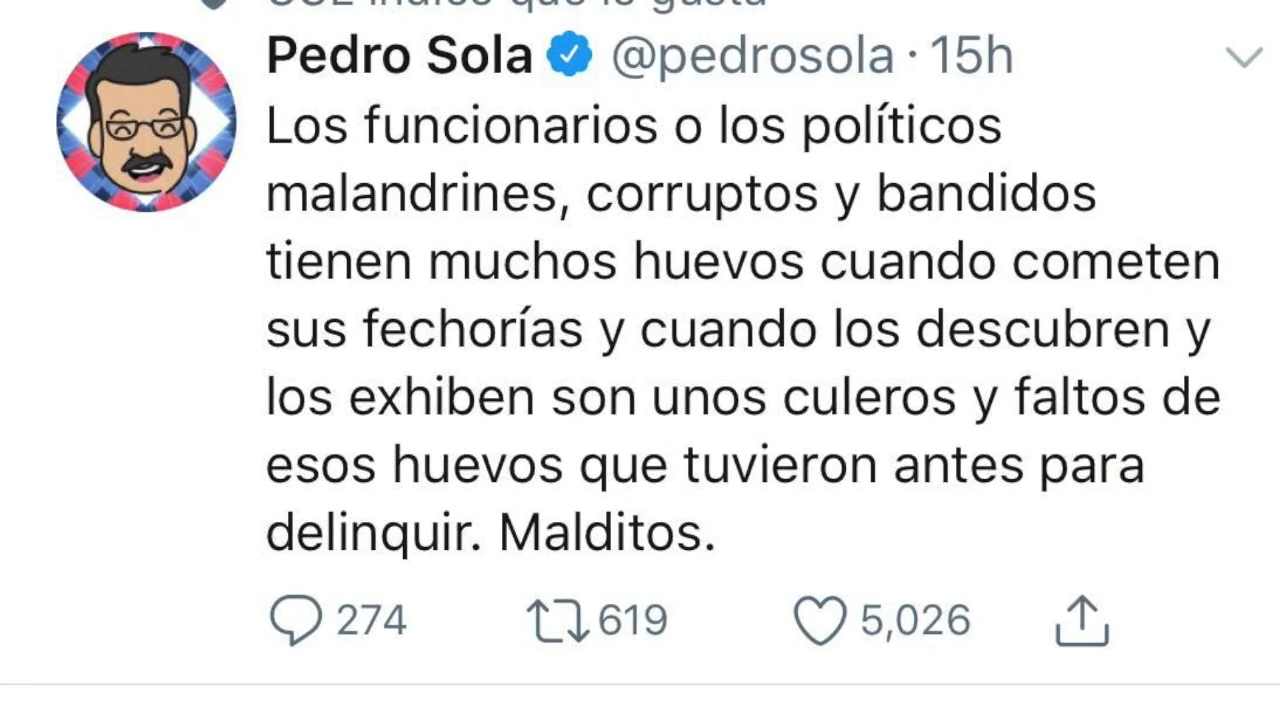 Pedro Sola @pedrosola · 15h
Los funcionarios o los políticos
malandrines, corruptos y bandidos
tienen muchos huevos cuando cometen
sus fechorías y cuando los descubren y
los exhiben son unos culeros y faltos de
esos huevos que tuvieron antes para
delinquir. Malditos.
274 619 5,026